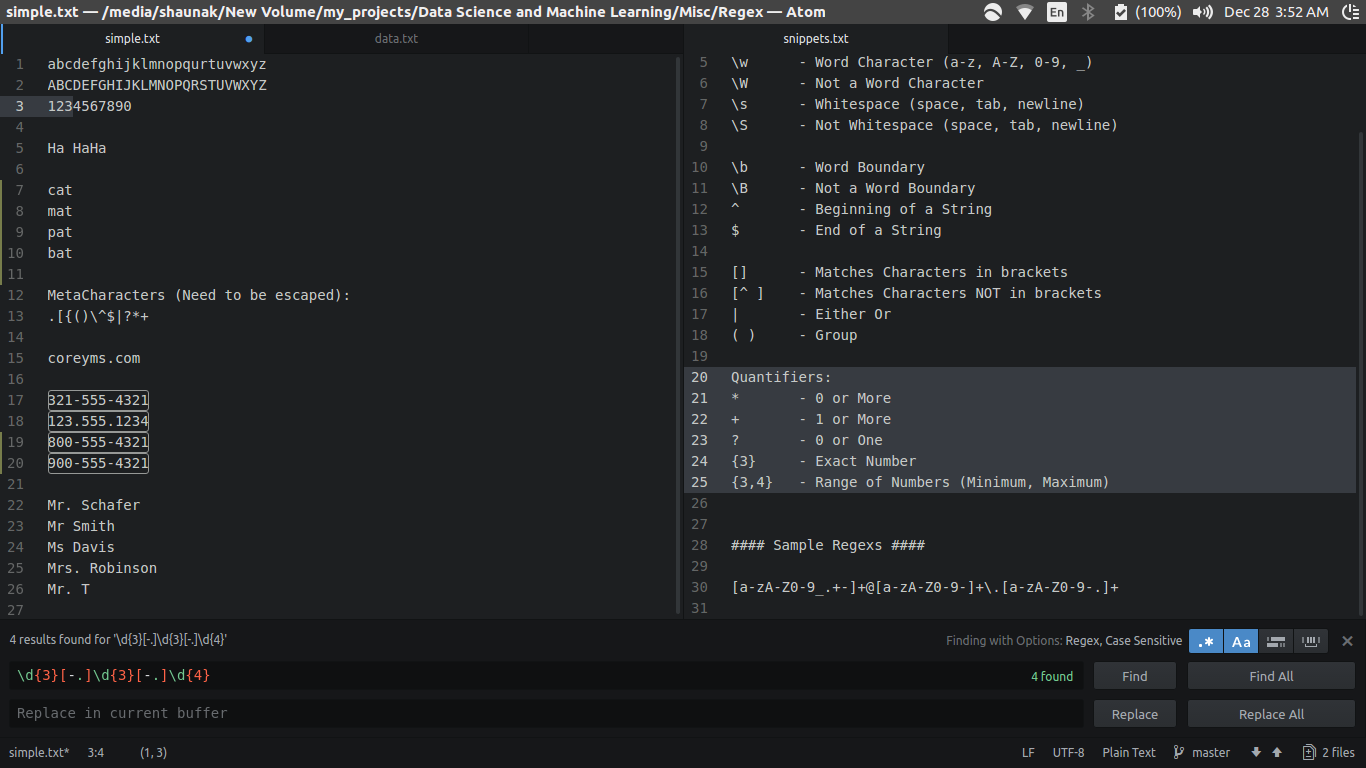 simple.txt — /media/shaunak/New Volume/my_projects/Data Science and Machine Learning/Misc/Regex — Atom
En (100%) Dec 28 3:52 AM
simple.txt
data.txt
snippets.txt
1 abcdefghijklmnopqurtuvwxyz
2 ABCDEFGHIJKLMNOPQRSTUVWXYZ
3 1234567890
4
5 Ha HaHa
6
7 cat
8 mat
9 pat
10 bat
11
12 MetaCharacters (Need to be escaped):
13 .[{()\^$|?*+
14
15 coreyms.com
16
17 321-555-4321
18 123.555.1234
19 800-555-4321
20 900-555-4321
21
22 Mr. Schafer
23 Mr Smith
24 Ms Davis
25 Mrs. Robinson
26 Mr. T
27
5 \w - Word Character (a-z, A-Z, 0-9, _)
6 \W - Not a Word Character
7 \s - Whitespace (space, tab, newline)
8 \S - Not Whitespace (space, tab, newline)
9
10 \b - Word Boundary
11 \B - Not a Word Boundary
12 ^ - Beginning of a String
13 $ - End of a String
14
15 [] - Matches Characters in brackets
16 [^ ] - Matches Characters NOT in brackets
17 | - Either Or
18 ( ) - Group
19
20 Quantifiers:
21 * - 0 or More
22 + - 1 or More
23 ? - 0 or One
24 {3} - Exact Number
25 {3,4} - Range of Numbers (Minimum, Maximum)
26
27
28 #### Sample Regexs ####
29
30 [a-zA-Z0-9_.+-]+@[a-zA-Z0-9-]+\.[a-zA-Z0-9-.]+
31
4 results found for '\d{3}[-.]\d{3}[-.]\d{4}'
Finding with Options: Regex, Case Sensitive
.* Aa
\d{3}[-.]\d{3}[-.]\d{4}
4 found
Find
Find All
Replace in current buffer
Replace
Replace All
simple.txt* 3:4 (1, 3)
LF UTF-8 Plain Text master 2 files